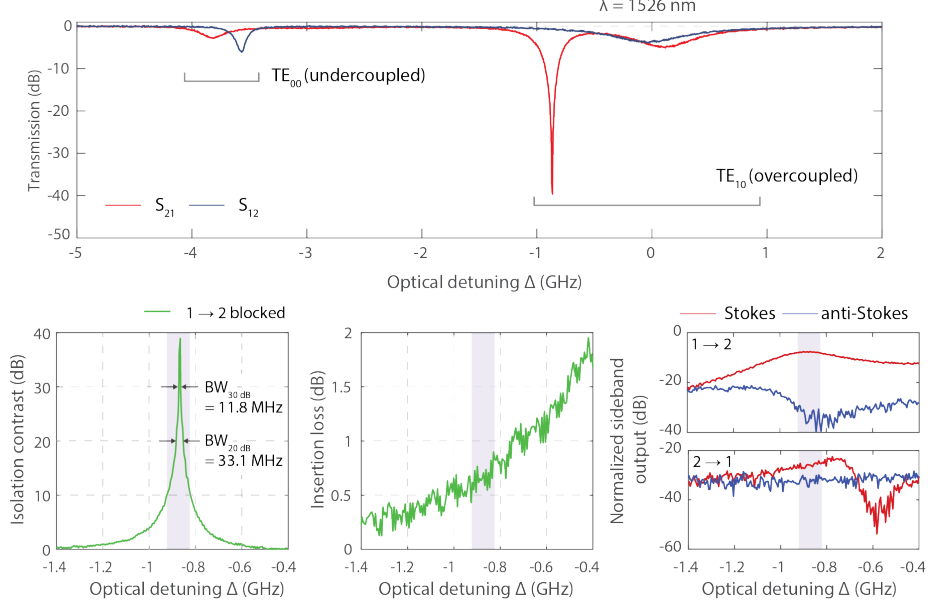 λ = 1526 nm
0
-10
-20
-30
-40
-50
Transmission (dB)
TE00 (undercoupled)
TE10 (overcoupled)
S21 S12
-5 -4 -3 -2 -1 0 1 2
Optical detuning Δ (GHz)
1 → 2 blocked
40
30
20
10
0
Isolation contrast (dB)
BW30 dB
= 11.8 MHz
BW20 dB
= 33.1 MHz
-1.4 -1.2 -1 -0.8 -0.6 -0.4
Optical detuning Δ (GHz)
2
1.5
1
0.5
0
Insertion loss (dB)
-1.4 -1.2 -1 -0.8 -0.6 -0.4
Optical detuning Δ (GHz)
Stokes anti-Stokes
0
-20
-40
1 → 2
-20
-40
-60
2 → 1
Normalized sideband
output (dB)
-1.4 -1.2 -1 -0.8 -0.6 -0.4
Optical detuning Δ (GHz)